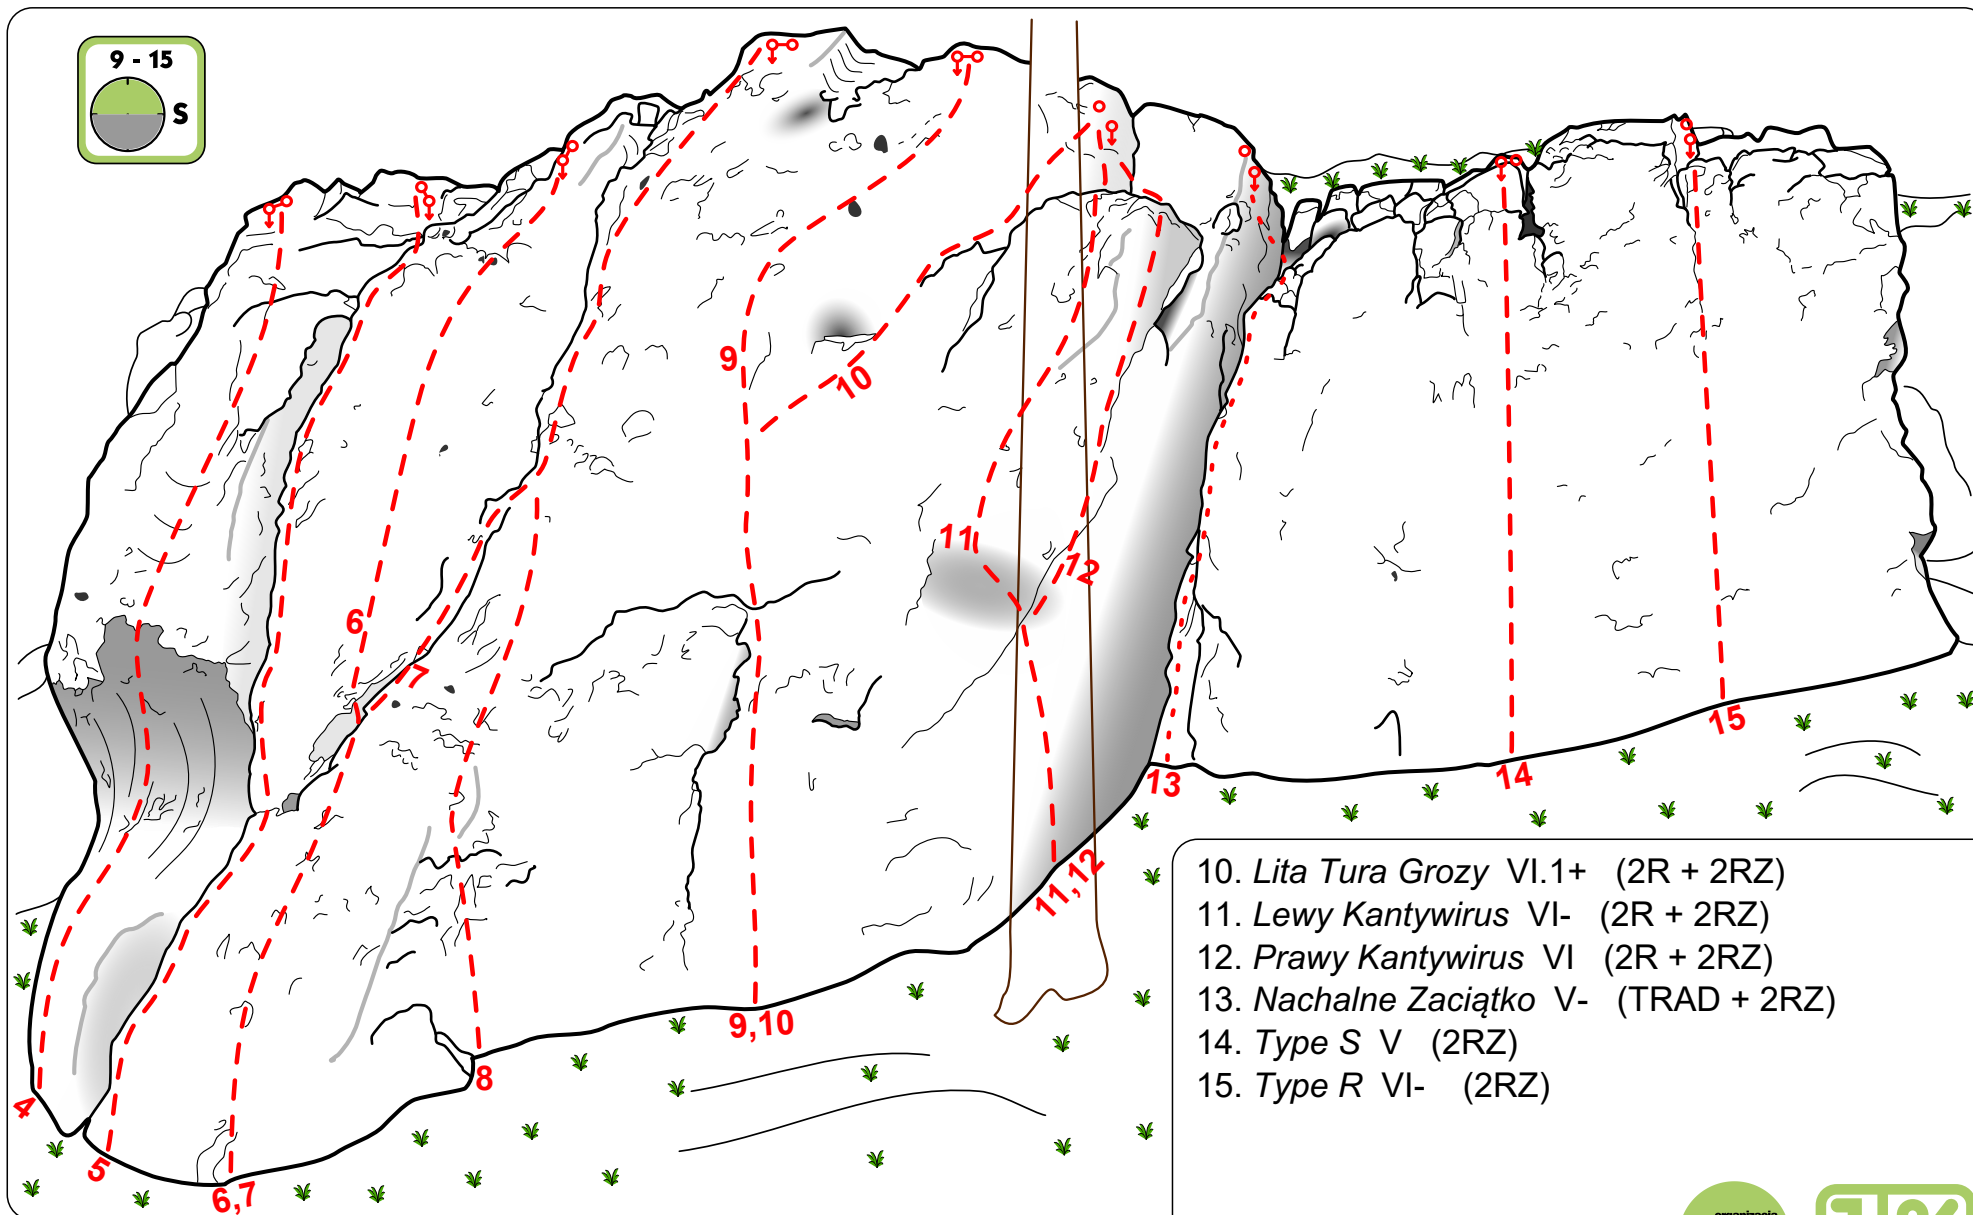 9 - 15
S
9
10
11
12
6
7
15
14
13
11,12
9,10
8
4
5
6,7
10. Lita Tura Grozy VI.1+ (2R + 2RZ)
11. Lewy Kantywirus VI- (2R + 2RZ)
12. Prawy Kantywirus VI (2R + 2RZ)
13. Nachalne Zaciątko V- (TRAD + 2RZ)
14. Type S V (2RZ)
15. Type R VI- (2RZ)